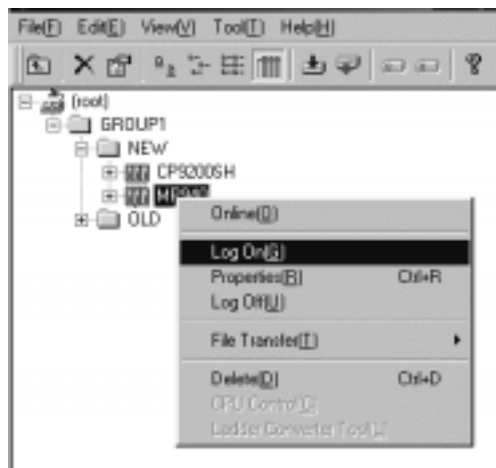 File(F) Edit(E) View(V) Tool(T) Help(H)
(root)
GROUP1
NEW
CP9200SH
OLD
Online(O)
Log On(G)
Properties(R) Ctrl+R
Log Off(U)
File Transfer(T)
Delete(D) Ctrl+D
CPU Control(C)
Ladder Converter Tool(L)